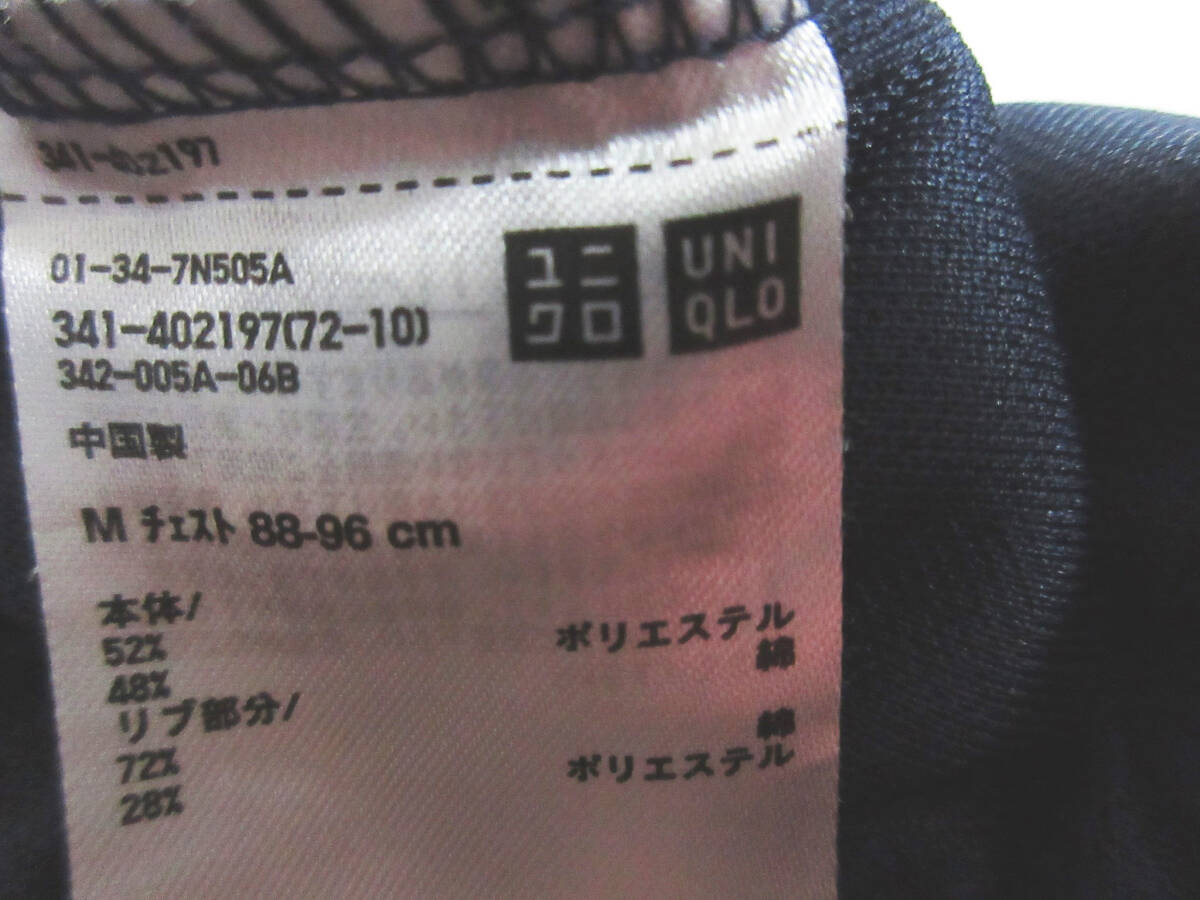 341-402197
01-34-7N505A
341-402197(72-10)
342-005A-06B
ユニ
クロ
UNI
QLO
中国製
M チェスト 88-96 cm
本体/
52% ポリエステル
48% 綿
リブ部分/
72% 綿
28% ポリエステル